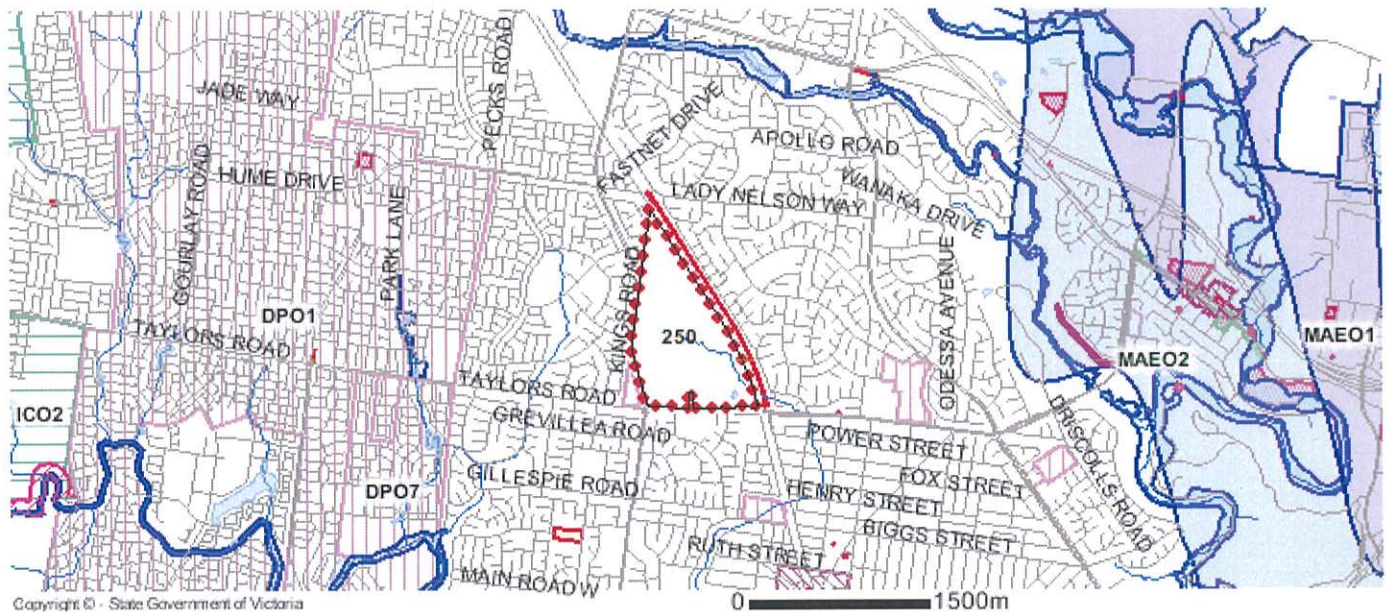 PECKS ROAD
JADE WAY
FASTNET DRIVE
APOLLO ROAD
GOURLAY ROAD
HUME DRIVE
PARK LANE
LADY NELSON WAY
WANAKA DRIVE
KINGS ROAD
ODESSA AVENUE
DPO1
250
MAEO1
TAYLORS ROAD
MAEO2
TAYLORS ROAD
ICO2
GREVILLEA ROAD
DRISCOLLS ROAD
POWER STREET
DPO7
GILLESPIE ROAD
FOX STREET
HENRY STREET
BIGGS STREET
RUTH STREET
MAIN ROAD W
Copyright © - State Government of Victoria
0 1500m